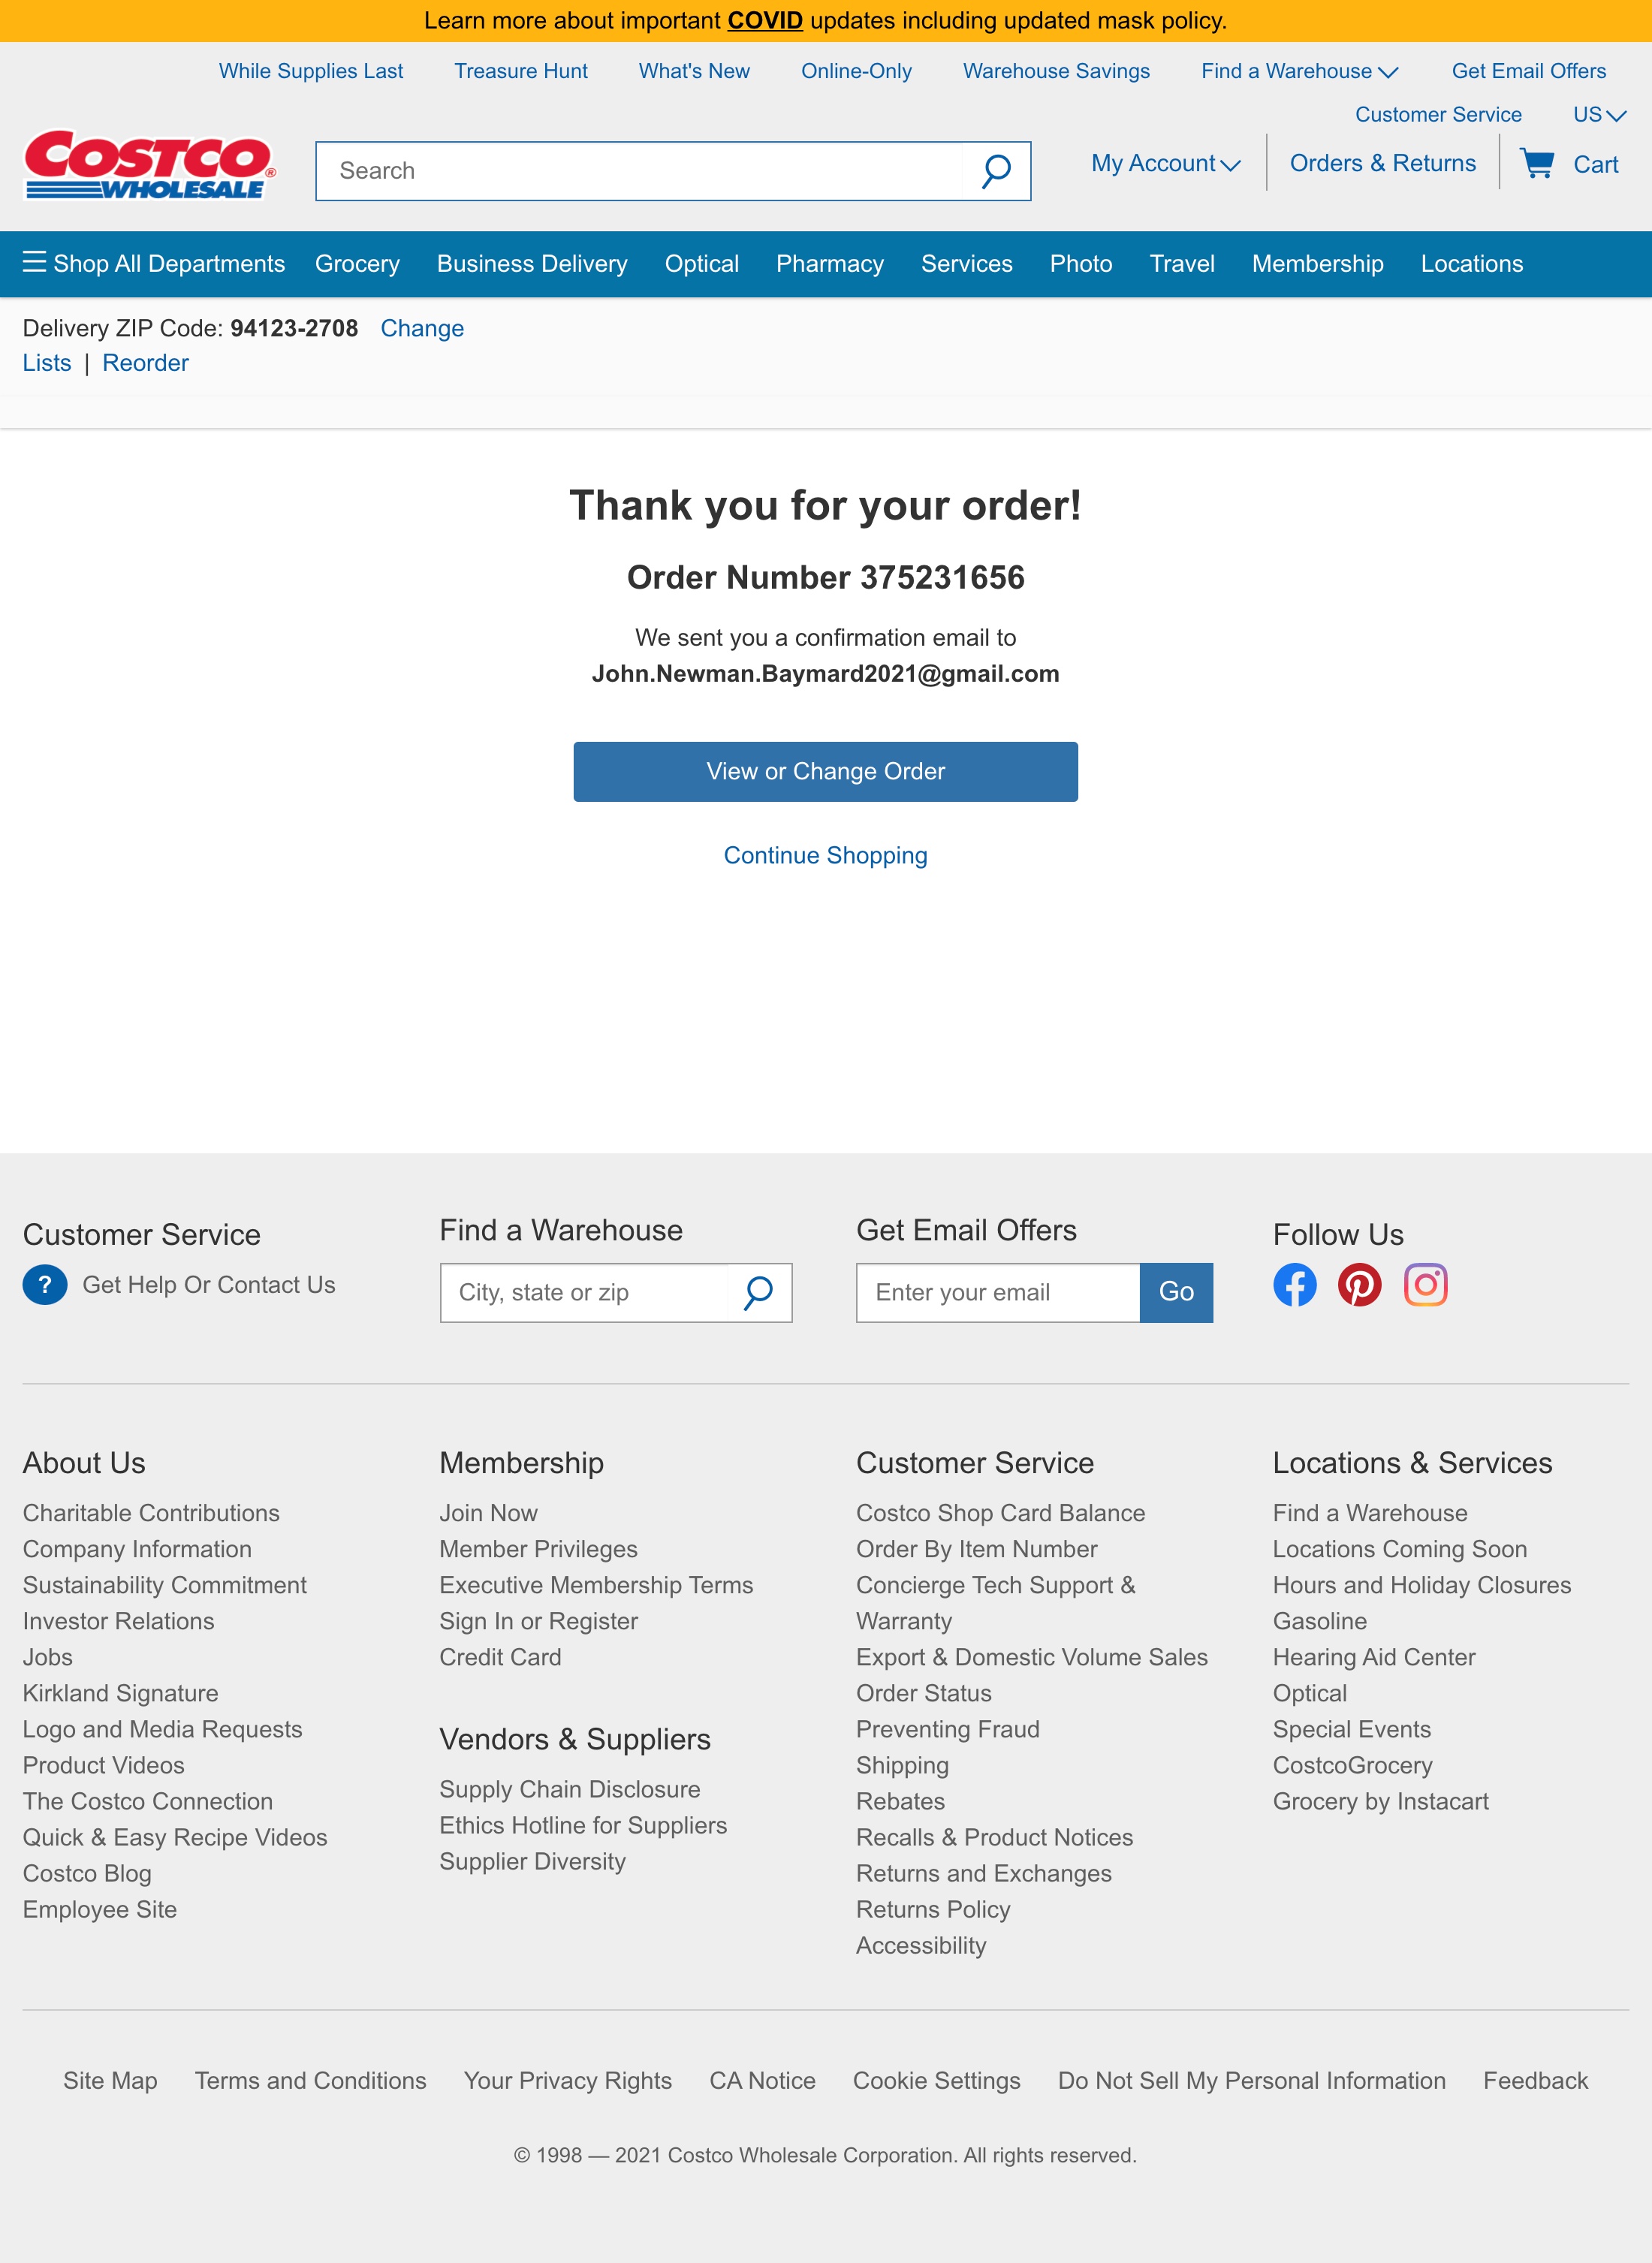 Learn more about important COVID updates including updated mask policy.
While Supplies Last Treasure Hunt What's New Online-Only Warehouse Savings Find a Warehouse Get Email Offers
Customer Service US
COSTCO®
WHOLESALE
Search
My Account Orders & Returns Cart
Shop All Departments Grocery Business Delivery Optical Pharmacy Services Photo Travel Membership Locations
Delivery ZIP Code: 94123-2708 Change
Lists | Reorder
Thank you for your order!
Order Number 375231656
We sent you a confirmation email to
John.Newman.Baymard2021@gmail.com
View or Change Order
Continue Shopping
Customer Service
? Get Help Or Contact Us
Find a Warehouse
City, state or zip
Get Email Offers
Enter your email Go
Follow Us
About Us
Charitable Contributions
Company Information
Sustainability Commitment
Investor Relations
Jobs
Kirkland Signature
Logo and Media Requests
Product Videos
The Costco Connection
Quick & Easy Recipe Videos
Costco Blog
Employee Site
Membership
Join Now
Member Privileges
Executive Membership Terms
Sign In or Register
Credit Card
Vendors & Suppliers
Supply Chain Disclosure
Ethics Hotline for Suppliers
Supplier Diversity
Customer Service
Costco Shop Card Balance
Order By Item Number
Concierge Tech Support &
Warranty
Export & Domestic Volume Sales
Order Status
Preventing Fraud
Shipping
Rebates
Recalls & Product Notices
Returns and Exchanges
Returns Policy
Accessibility
Locations & Services
Find a Warehouse
Locations Coming Soon
Hours and Holiday Closures
Gasoline
Hearing Aid Center
Optical
Special Events
CostcoGrocery
Grocery by Instacart
Site Map Terms and Conditions Your Privacy Rights CA Notice Cookie Settings Do Not Sell My Personal Information Feedback
© 1998 — 2021 Costco Wholesale Corporation. All rights reserved.